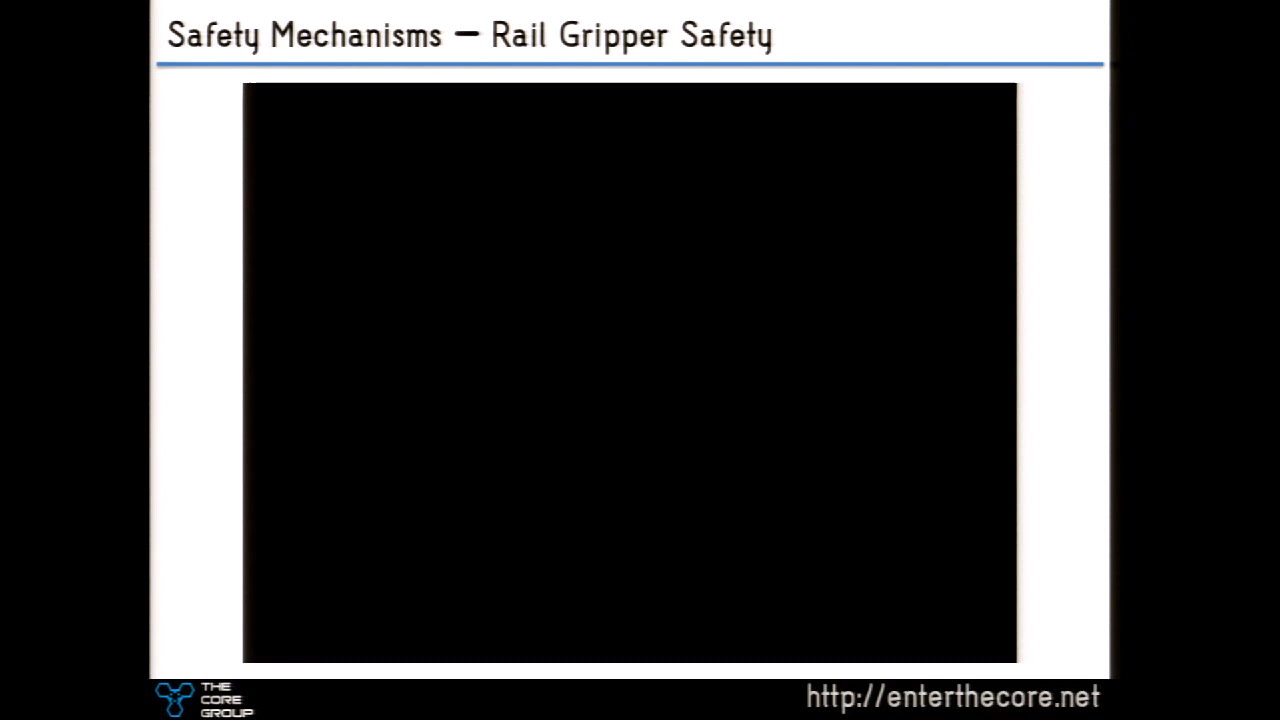 Safety Mechanisms — Rail Gripper Safety
THE
CORE
GROUP
http://enterthecore.net